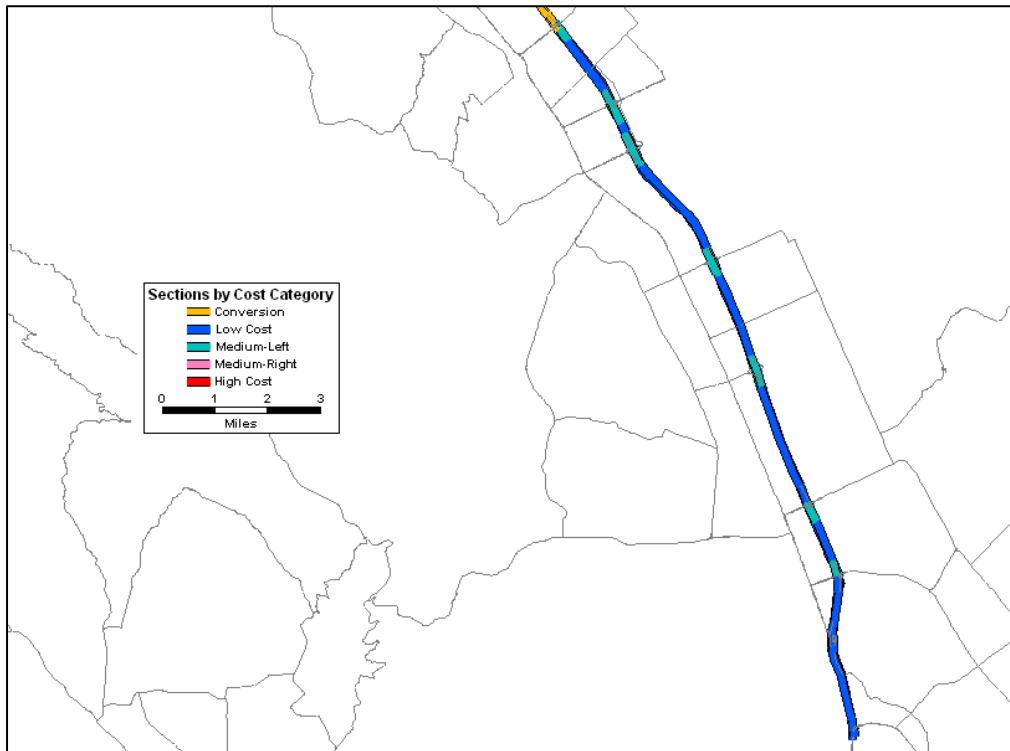 Sections by Cost Category
Conversion
Low Cost
Medium-Left
Medium-Right
High Cost
0 1 2 3
Miles